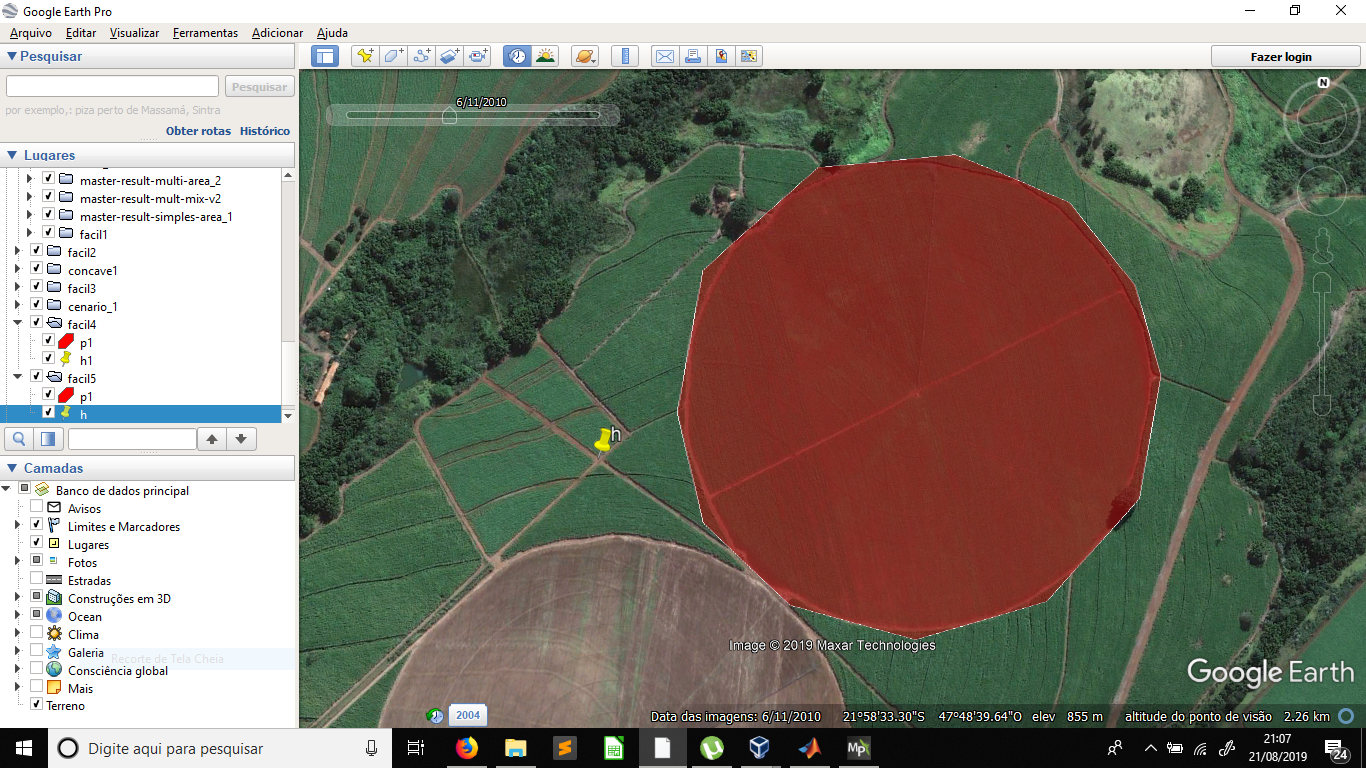 Google Earth Pro
Arquivo Editar Visualizar Ferramentas Adicionar Ajuda
Pesquisar
Pesquisar
por exemplo,: piza perto de Massamá, Sintra
Obter rotas Histórico
Lugares
master-result-multi-area_2
master-result-mult-mix-v2
master-result-simples-area_1
facil1
facil2
concave1
facil3
cenario_1
facil4
p1
h1
facil5
p1
h
Camadas
Banco de dados principal
Avisos
Limites e Marcadores
Lugares
Fotos
Estradas
Construções em 3D
Ocean
Clima
Galeria
Recorte de Tela Cheia
Consciência global
Mais
Terreno
Fazer login
6/11/2010
N
h
Image © 2019 Maxar Technologies
Google Earth
2004
Data das imagens: 6/11/2010 21°58'33.30"S 47°48'39.64"O elev 855 m altitude do ponto de visão 2.26 km
Digite aqui para pesquisar
Mp
21:07
21/08/2019
24